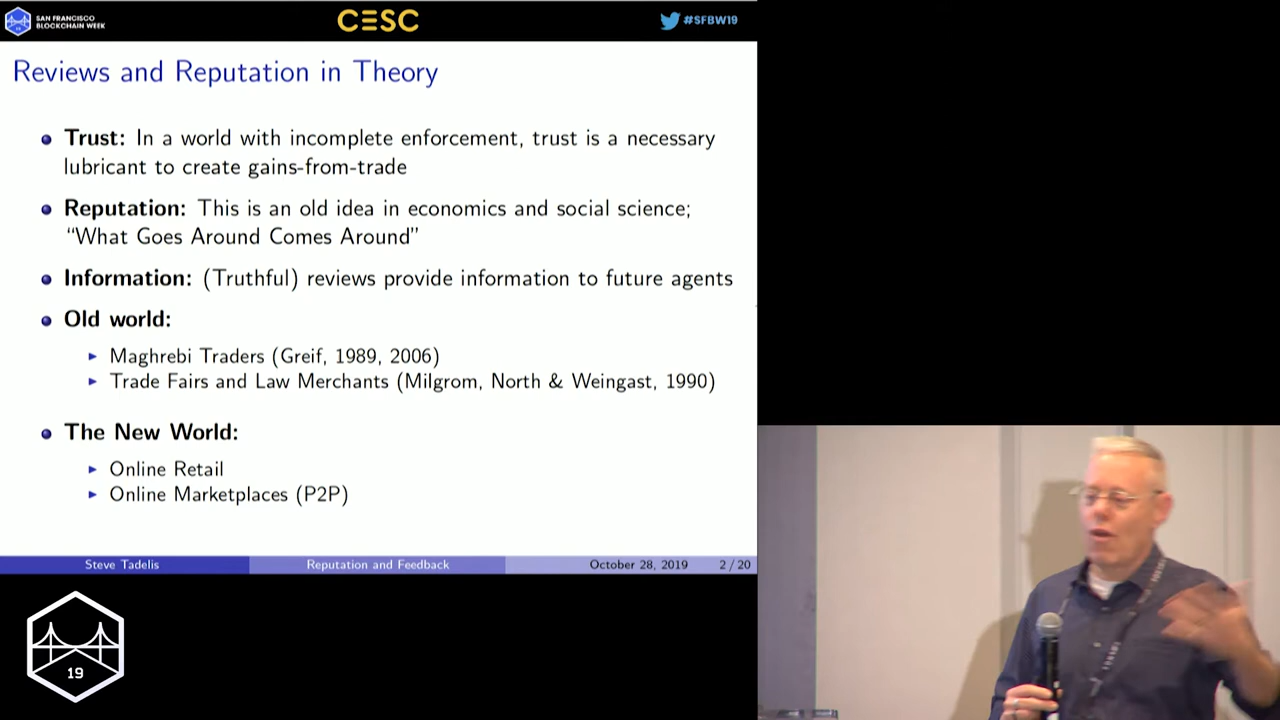 SAN FRANCISCO
BLOCKCHAIN WEEK
CESC
#SFBW19
Reviews and Reputation in Theory
Trust: In a world with incomplete enforcement, trust is a necessary
lubricant to create gains-from-trade
Reputation: This is an old idea in economics and social science;
“What Goes Around Comes Around”
Information: (Truthful) reviews provide information to future agents
Old world:
Maghrebi Traders (Greif, 1989, 2006)
Trade Fairs and Law Merchants (Milgrom, North & Weingast, 1990)
The New World:
Online Retail
Online Marketplaces (P2P)
Steve Tadelis Reputation and Feedback October 28, 2019 2 / 20
19